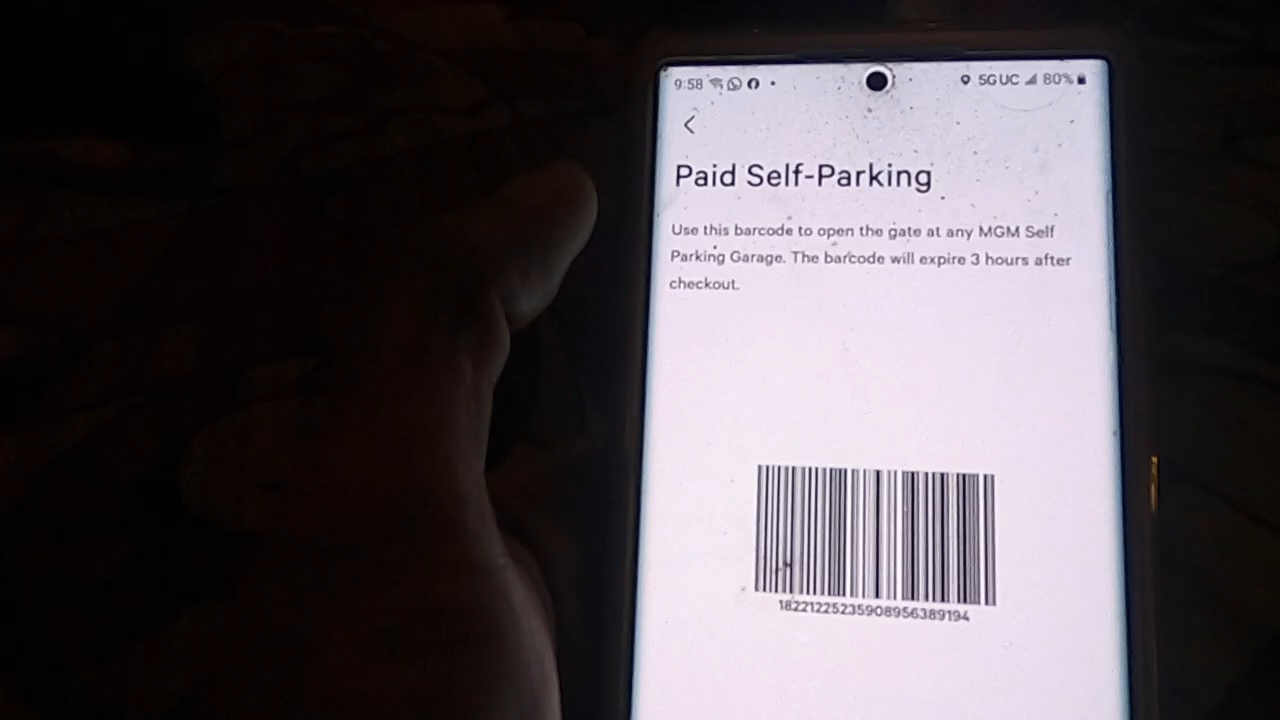 9:58 5G UC 80%
Paid Self-Parking
Use this barcode to open the gate at any MGM Self
Parking Garage. The barcode will expire 3 hours after
checkout.
18221225235908956389194